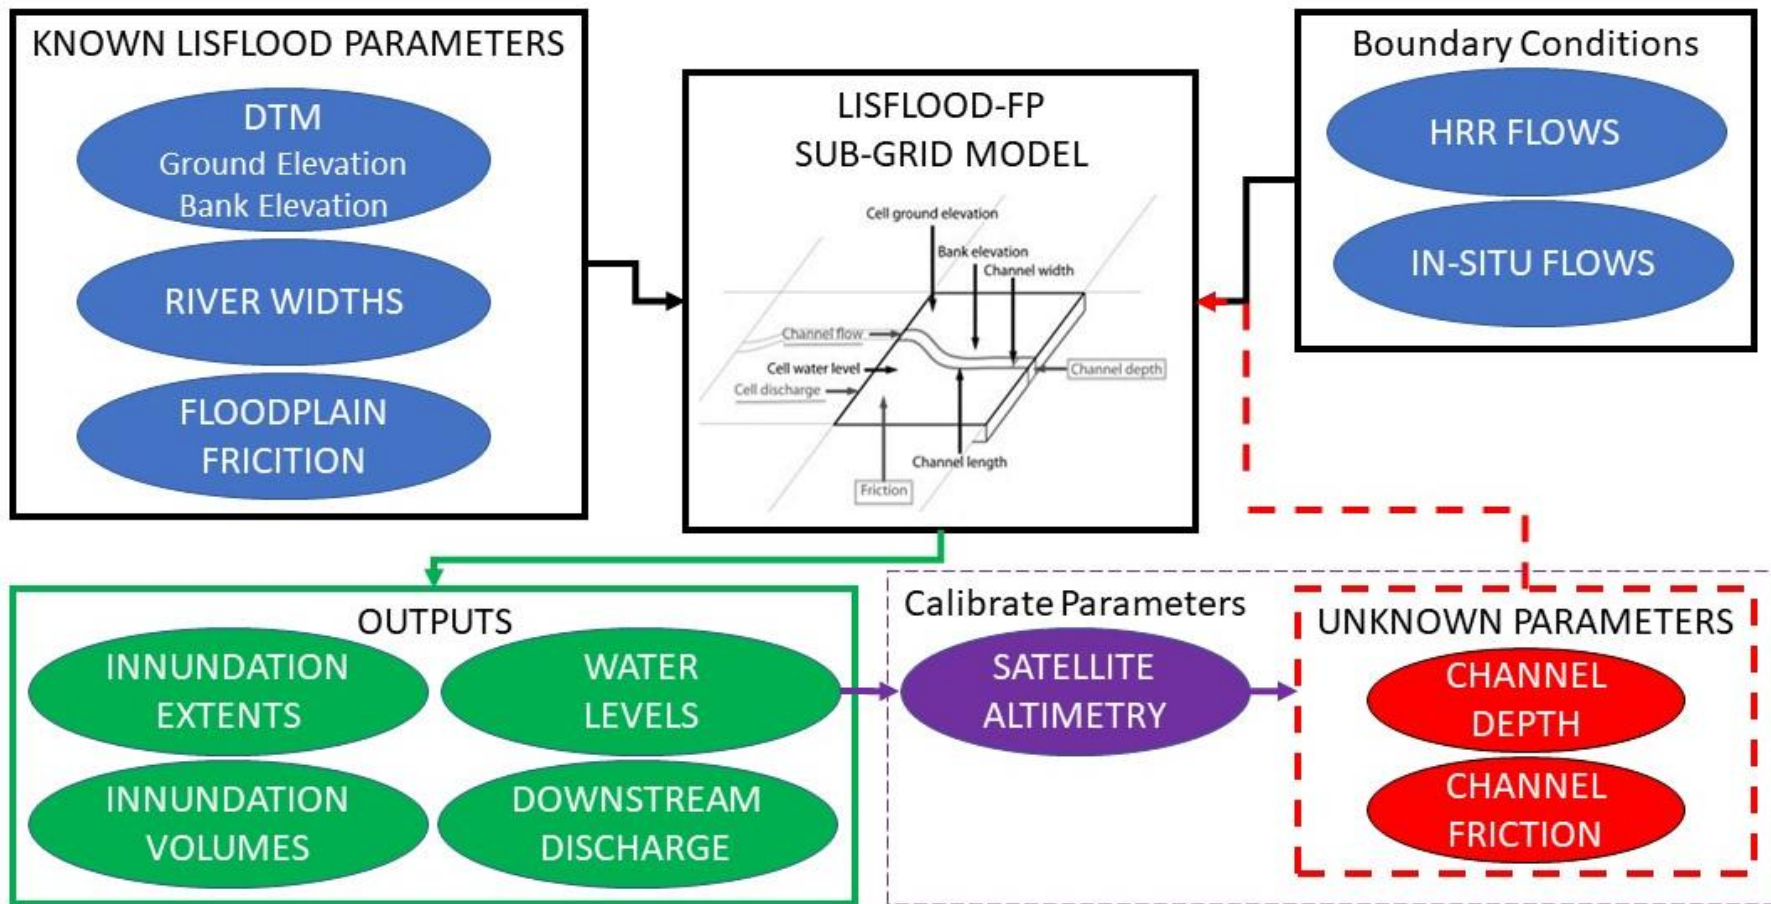 KNOWN LISFLOOD PARAMETERS
DTM
Ground Elevation
Bank Elevation
RIVER WIDTHS
FLOODPLAIN
FRICITION
LISFLOOD-FP
SUB-GRID MODEL
Cell ground elevation
Bank elevation
Channel width
Channel flow
Cell water level
Channel depth
Cell discharge
Channel length
Friction
Boundary Conditions
HRR FLOWS
IN-SITU FLOWS
OUTPUTS
INNUNDATION
EXTENTS
WATER
LEVELS
INNUNDATION
VOLUMES
DOWNSTREAM
DISCHARGE
Calibrate Parameters
SATELLITE
ALTIMETRY
UNKNOWN PARAMETERS
CHANNEL
DEPTH
CHANNEL
FRICTION